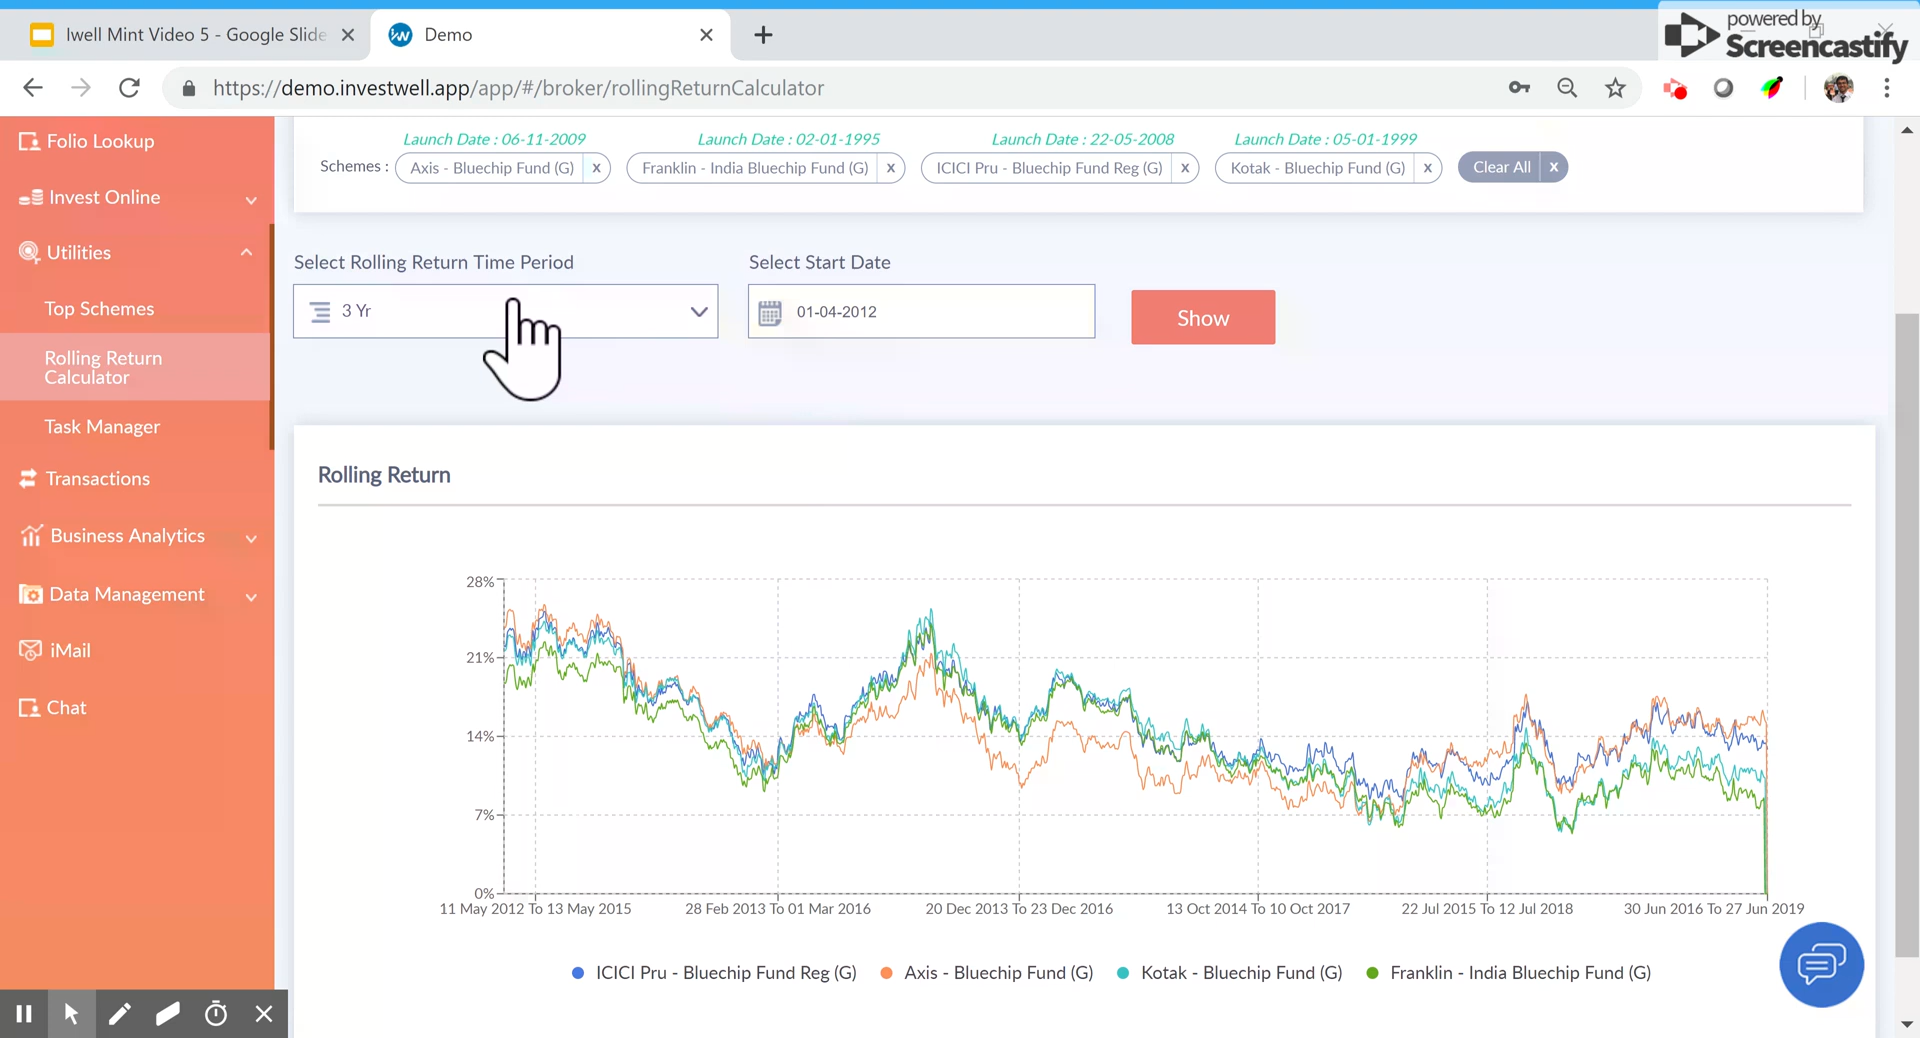 Iwell Mint Video 5 - Google Slide
Demo
powered by
Screencastify
https://demo.investwell.app/app/#/broker/rollingReturnCalculator
Folio Lookup
Invest Online
Utilities
Top Schemes
Rolling Return
Calculator
Task Manager
Transactions
Business Analytics
Data Management
iMail
Chat
Launch Date : 06-11-2009 Launch Date : 02-01-1995 Launch Date : 22-05-2008 Launch Date : 05-01-1999
Schemes : Axis - Bluechip Fund (G) x Franklin - India Bluechip Fund (G) x ICICI Pru - Bluechip Fund Reg (G) x Kotak - Bluechip Fund (G) x Clear All x
Select Rolling Return Time Period Select Start Date
3 Yr 01-04-2012 Show
Rolling Return
28%
21%
14%
7%
0%
11 May 2012 To 13 May 2015 28 Feb 2013 To 01 Mar 2016 20 Dec 2013 To 23 Dec 2016 13 Oct 2014 To 10 Oct 2017 22 Jul 2015 To 12 Jul 2018 30 Jun 2016 To 27 Jun 2019
ICICI Pru - Bluechip Fund Reg (G) Axis - Bluechip Fund (G) Kotak - Bluechip Fund (G) Franklin - India Bluechip Fund (G)